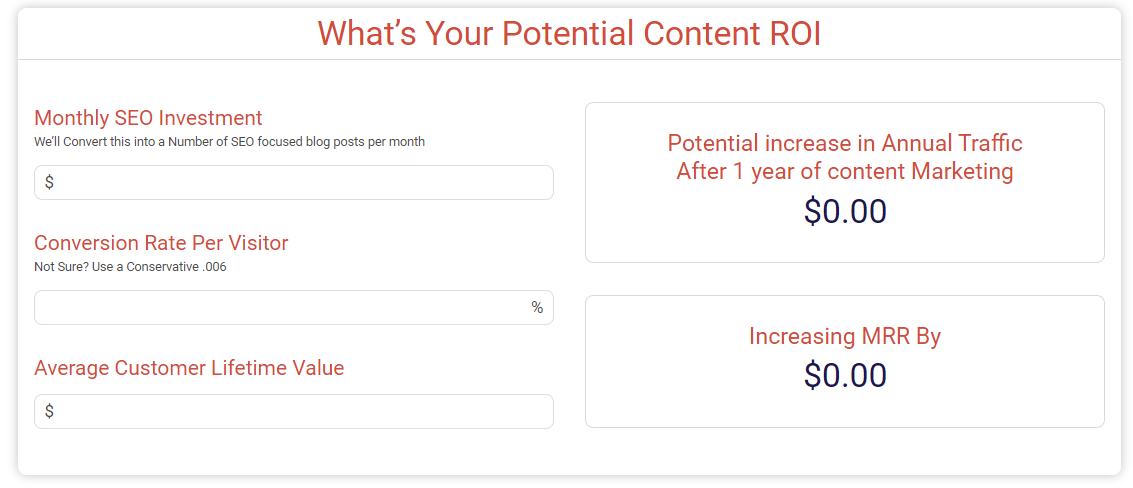 What’s Your Potential Content ROI
Monthly SEO Investment
We’ll Convert this into a Number of SEO focused blog posts per month
$
Conversion Rate Per Visitor
Not Sure? Use a Conservative .006
%
Average Customer Lifetime Value
$
Potential increase in Annual Traffic
After 1 year of content Marketing
$0.00
Increasing MRR By
$0.00